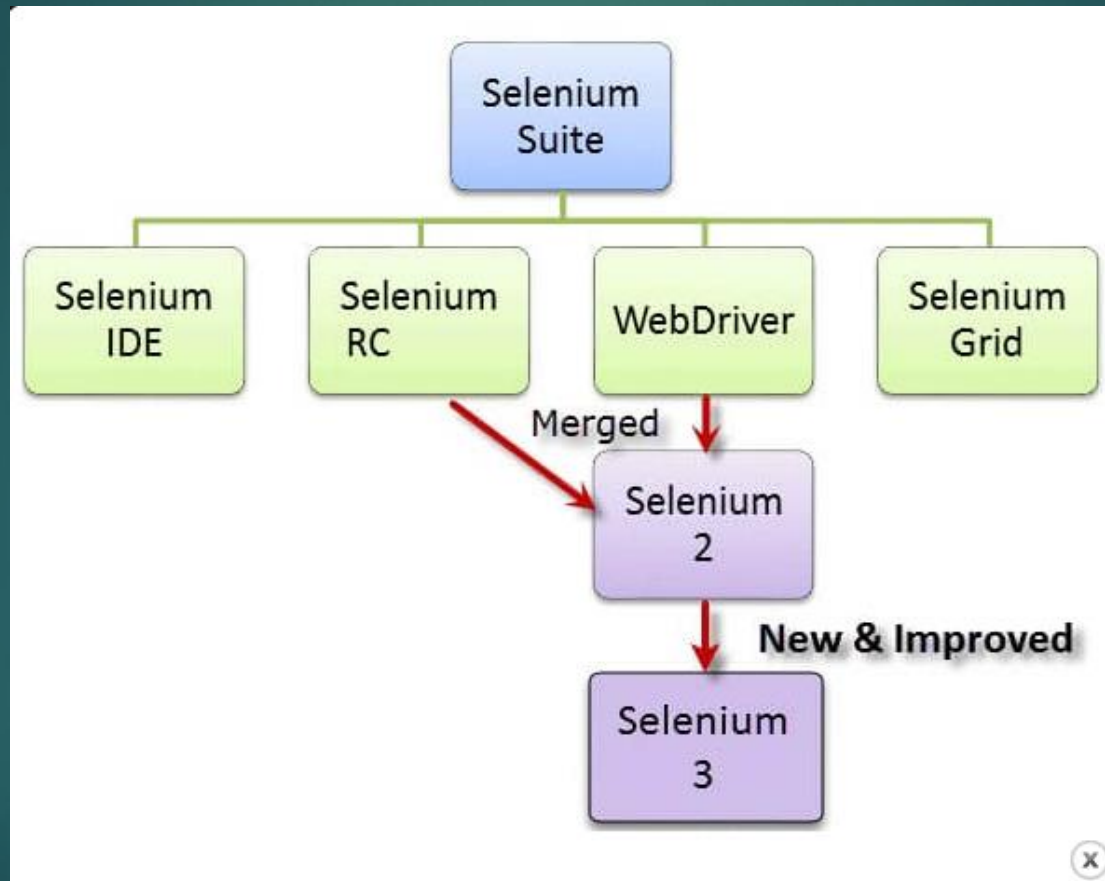 Selenium
Suite
Selenium
IDE
Selenium
RC
WebDriver
Selenium
Grid
Merged
Selenium
2
New & Improved
Selenium
3
x